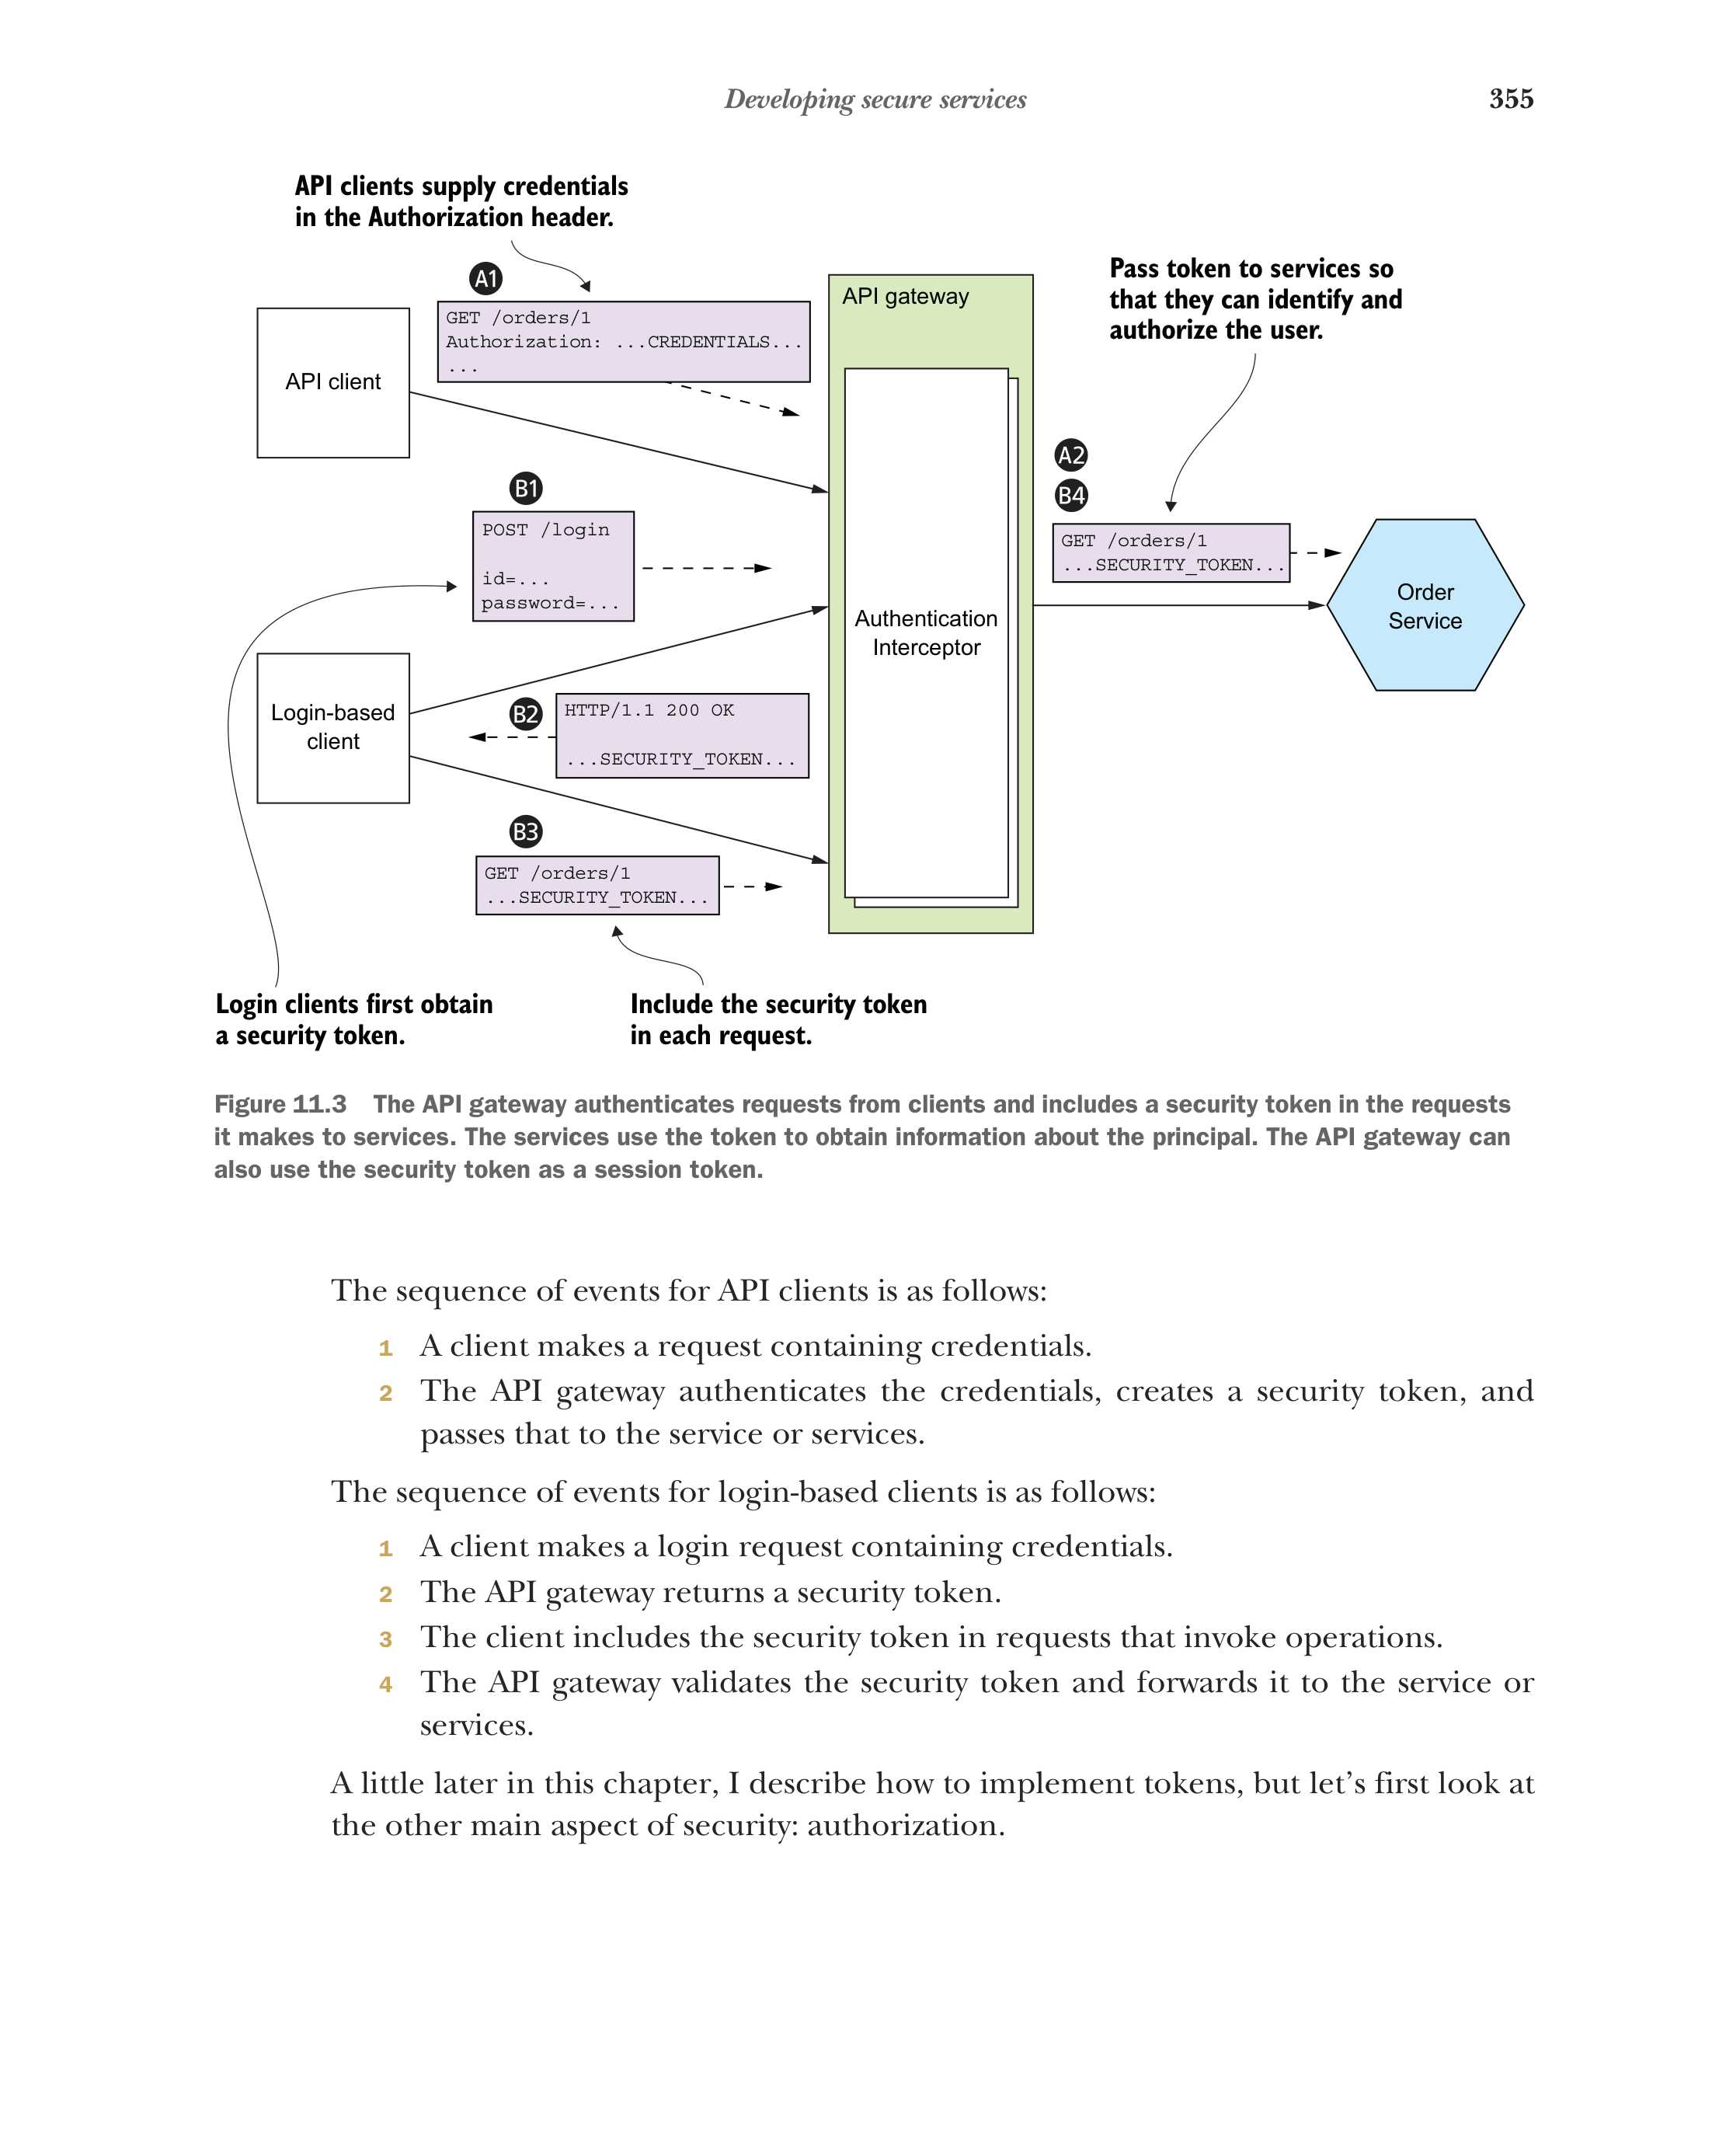 Developing secure services
355
API clients supply credentials
in the Authorization header.
A1
GET /orders/1
Authorization: ...CREDENTIALS...
...
API client
API gateway
Pass token to services so
that they can identify and
authorize the user.
A2
B4
GET /orders/1
...SECURITY_TOKEN...
Order
Service
B1
POST /login
id=...
password=...
Authentication
Interceptor
Login-based
client
B2
HTTP/1.1 200 OK
...SECURITY_TOKEN...
B3
GET /orders/1
...SECURITY_TOKEN...
Login clients first obtain
a security token.
Include the security token
in each request.
Figure 11.3 The API gateway authenticates requests from clients and includes a security token in the requests
it makes to services. The services use the token to obtain information about the principal. The API gateway can
also use the security token as a session token.
The sequence of events for API clients is as follows:
1 A client makes a request containing credentials.
2 The API gateway authenticates the credentials, creates a security token, and
passes that to the service or services.
The sequence of events for login-based clients is as follows:
1 A client makes a login request containing credentials.
2 The API gateway returns a security token.
3 The client includes the security token in requests that invoke operations.
4 The API gateway validates the security token and forwards it to the service or
services.
A little later in this chapter, I describe how to implement tokens, but let's first look at
the other main aspect of security: authorization.